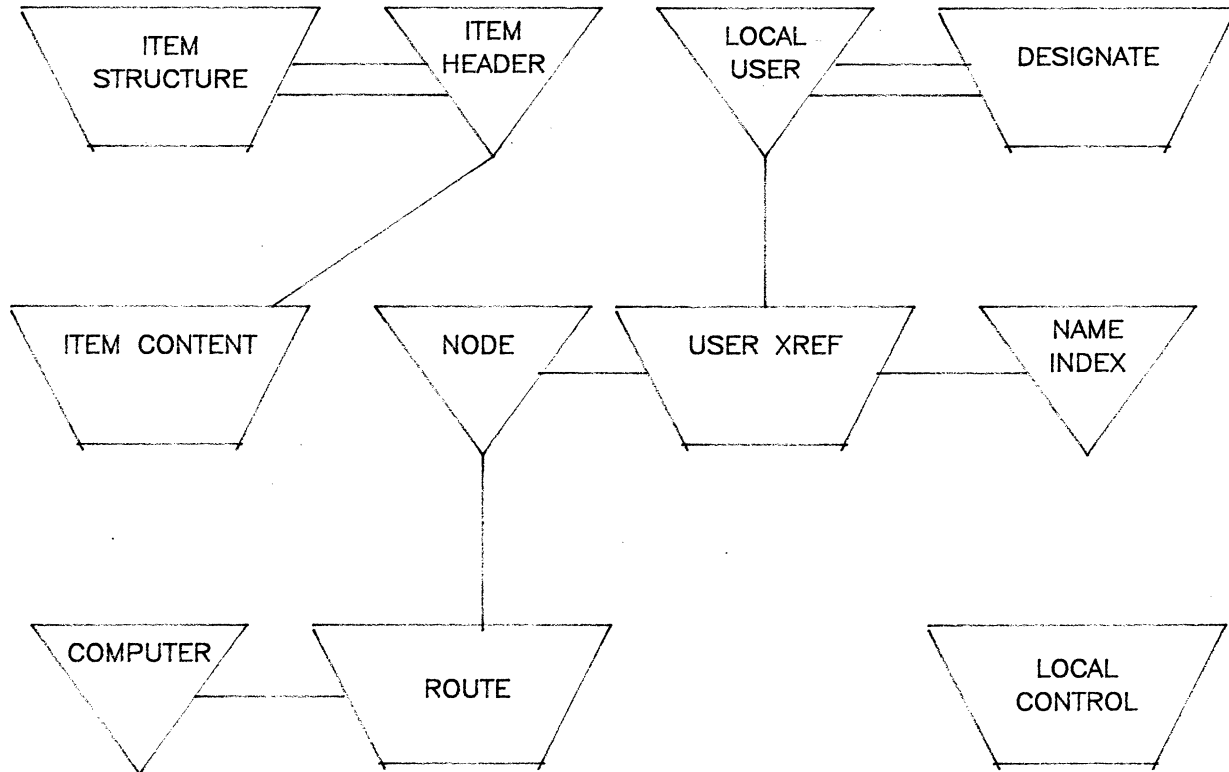 ITEM
STRUCTURE
ITEM
HEADER
LOCAL
USER
DESIGNATE
ITEM CONTENT
NODE
USER XREF
NAME
INDEX
COMPUTER
ROUTE
LOCAL
CONTROL